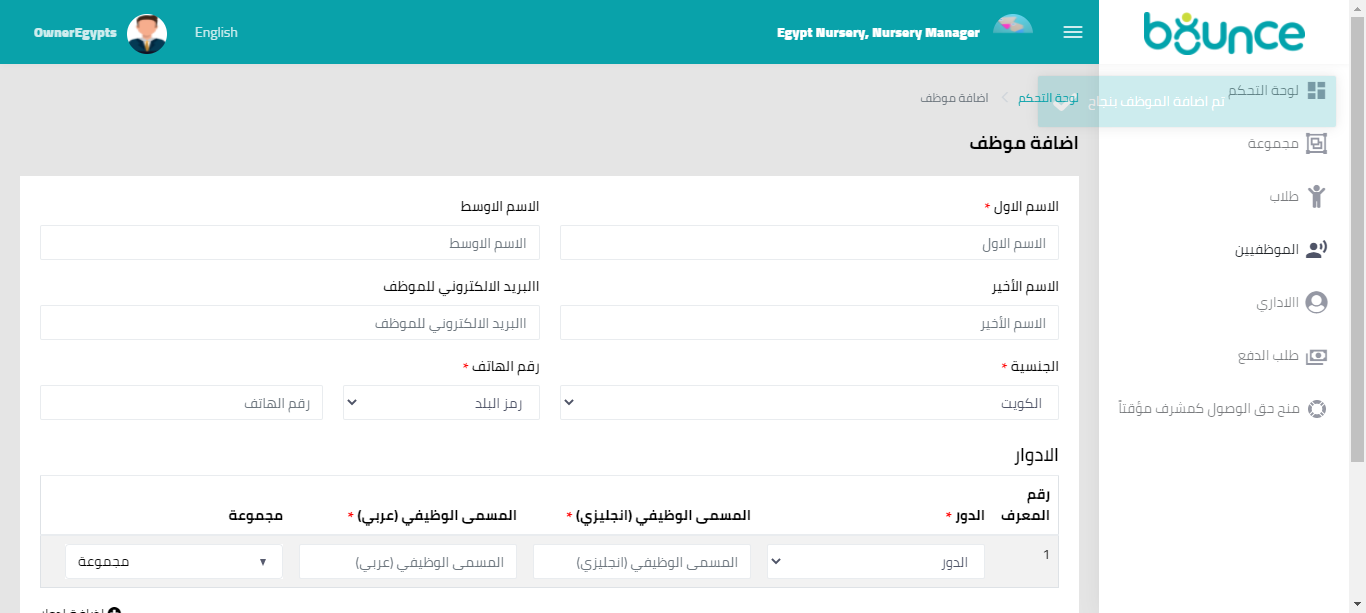 bounce
Egypt Nursery, Nursery Manager
English
OwnerEgypts
لوحة التحكم
مجموعة
طلاب
الموظفيين
االاداري
طلب الدفع
منح حق الوصول كمشرف مؤقتاً
تم اضافة الموظف بنجاح
لوحة التحكم
اضافة موظف
اضافة موظف
الاسم الاول *
الاسم الاوسط
الاسم الاول
الاسم الاوسط
الاسم الأخير
االبريد الالكتروني للموظف
الاسم الأخير
االبريد الالكتروني للموظف
الجنسية *
رقم الهاتف *
الكويت
رمز البلد
رقم الهاتف
الادوار
رقم المعرف
الدور *
المسمى الوظيفي (انجليزي) *
المسمى الوظيفي (عربي) *
مجموعة
1
الدور
المسمى الوظيفي (انجليزي)
المسمى الوظيفي (عربي)
مجموعة